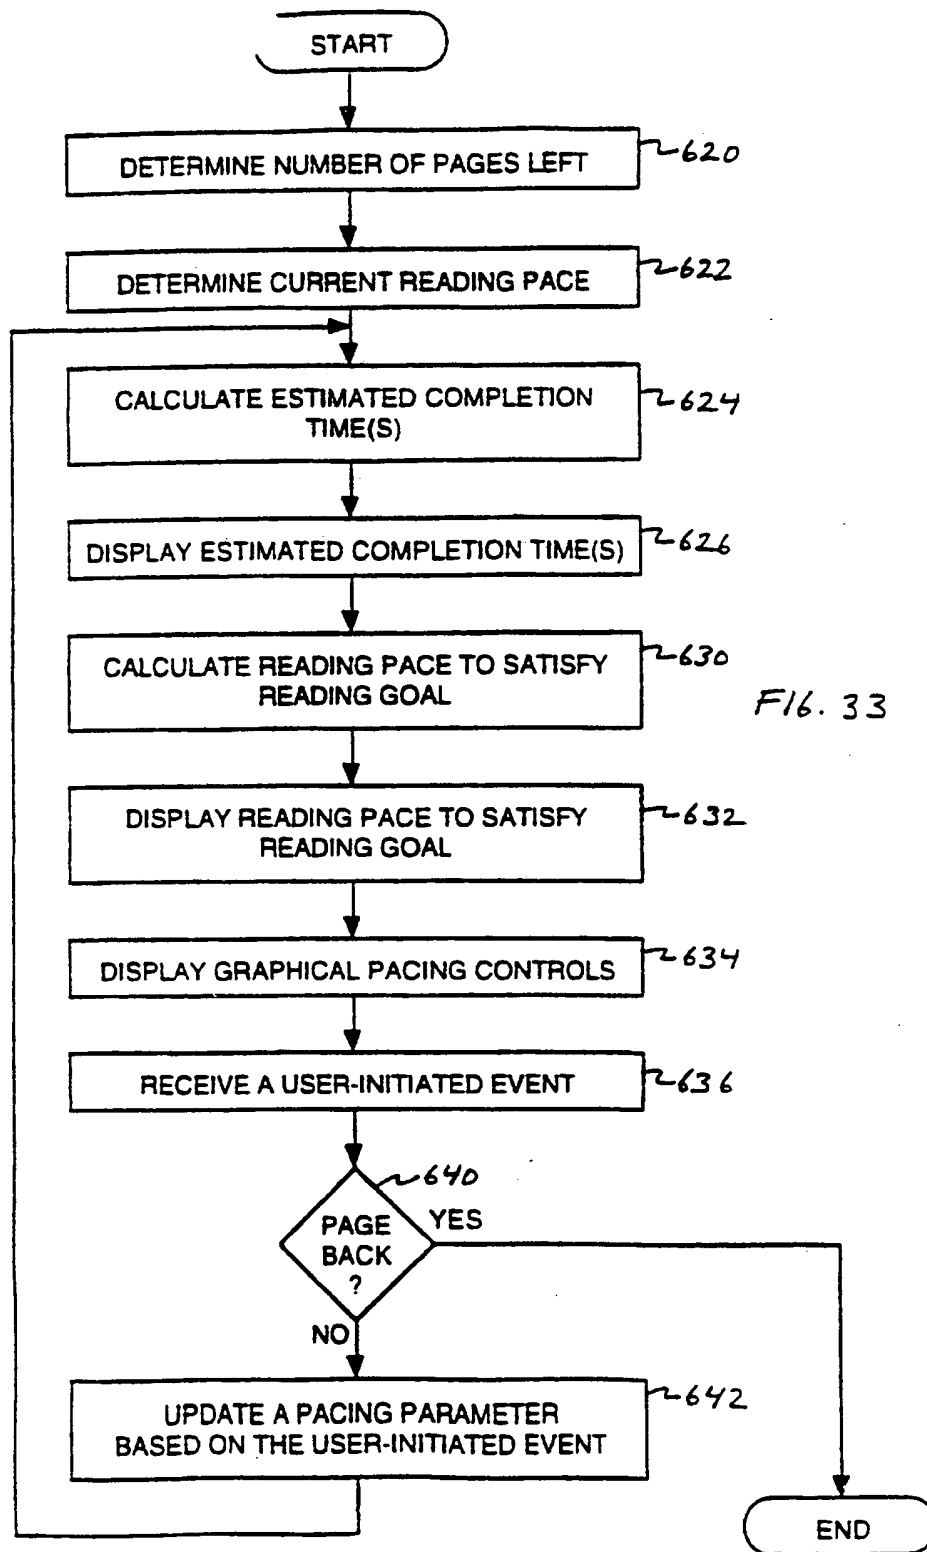 START
DETERMINE NUMBER OF PAGES LEFT
620
DETERMINE CURRENT READING PACE
622
CALCULATE ESTIMATED COMPLETION
TIME(S)
624
DISPLAY ESTIMATED COMPLETION TIME(S)
626
CALCULATE READING PACE TO SATISFY
READING GOAL
630
FIG. 33
DISPLAY READING PACE TO SATISFY
READING GOAL
632
DISPLAY GRAPHICAL PACING CONTROLS
634
RECEIVE A USER-INITIATED EVENT
636
640
PAGE
BACK
?
YES
NO
UPDATE A PACING PARAMETER
BASED ON THE USER-INITIATED EVENT
642
END